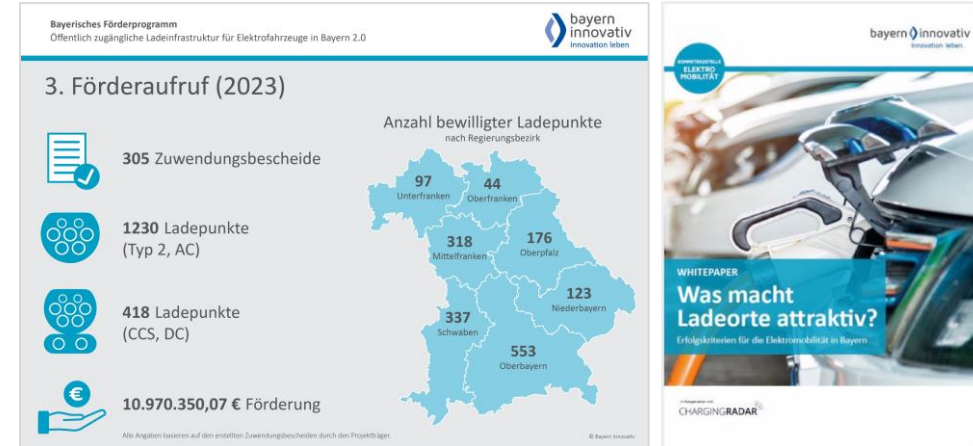 Bayerisches Förderprogramm
Öffentlich zugängliche Ladeinfrastruktur für Elektrofahrzeuge in Bayern 2.0
bayern
innovativ
Innovation leben
3. Förderaufruf (2023)
305 Zuwendungsbescheide
1230 Ladepunkte
(Typ 2, AC)
418 Ladepunkte
(CCS, DC)
10.970.350,07 € Förderung
Anzahl bewilligter Ladepunkte
nach Regierungsbezirk
97
Unterfranken
44
Oberfranken
318
Mittelfranken
176
Oberpfalz
123
Niederbayern
337
Schwaben
553
Oberbayern
€
Alle Angaben basieren auf den erstellten Zuwendungsbescheiden durch den Projektträger.
© Bayern Innovativ
bayern innovativ
Innovation leben.
KOMPETENZSTELLE
ELEKTRO
MOBILITÄT
WHITEPAPER
Was macht
Ladeorte attraktiv?
Erfolgskriterien für die Elektromobilität in Bayern
CHARGINGRADAR